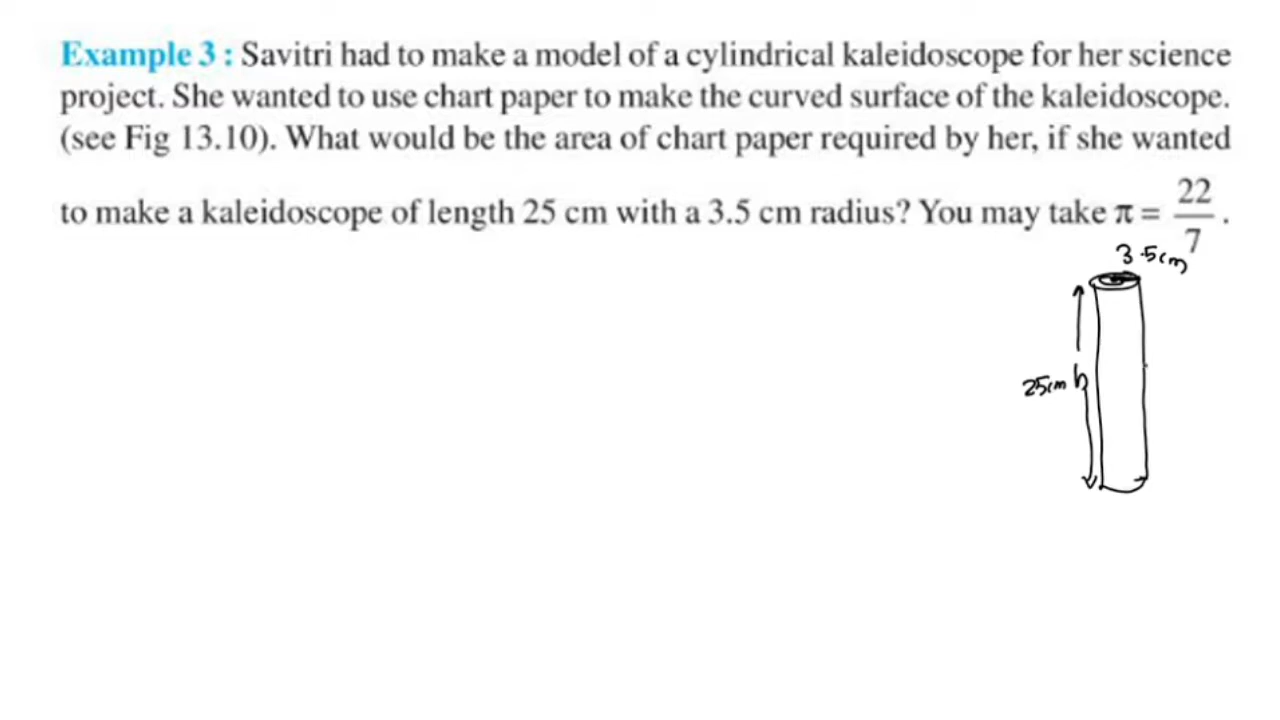 Example 3 : Savitri had to make a model of a cylindrical kaleidoscope for her science
project. She wanted to use chart paper to make the curved surface of the kaleidoscope.
(see Fig 13.10). What would be the area of chart paper required by her, if she wanted
to make a kaleidoscope of length 25 cm with a 3.5 cm radius? You may take π = 22/7 .
3.5cm
25cm h